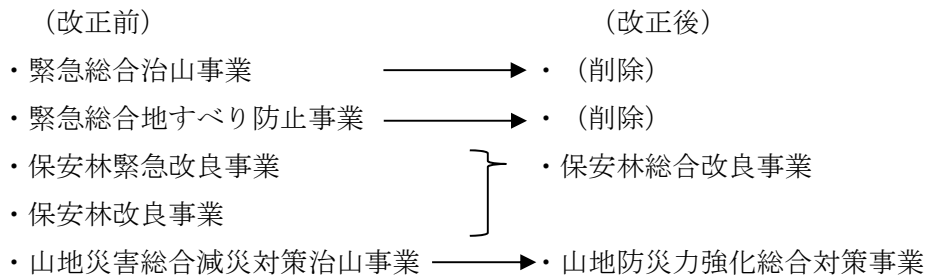 （改正前） （改正後）
・緊急総合治山事業 ・（削除）
・緊急総合地すべり防止事業 ・（削除）
・保安林緊急改良事業 ・保安林総合改良事業
・保安林改良事業
・山地災害総合減災対策治山事業 ・山地防災力強化総合対策事業